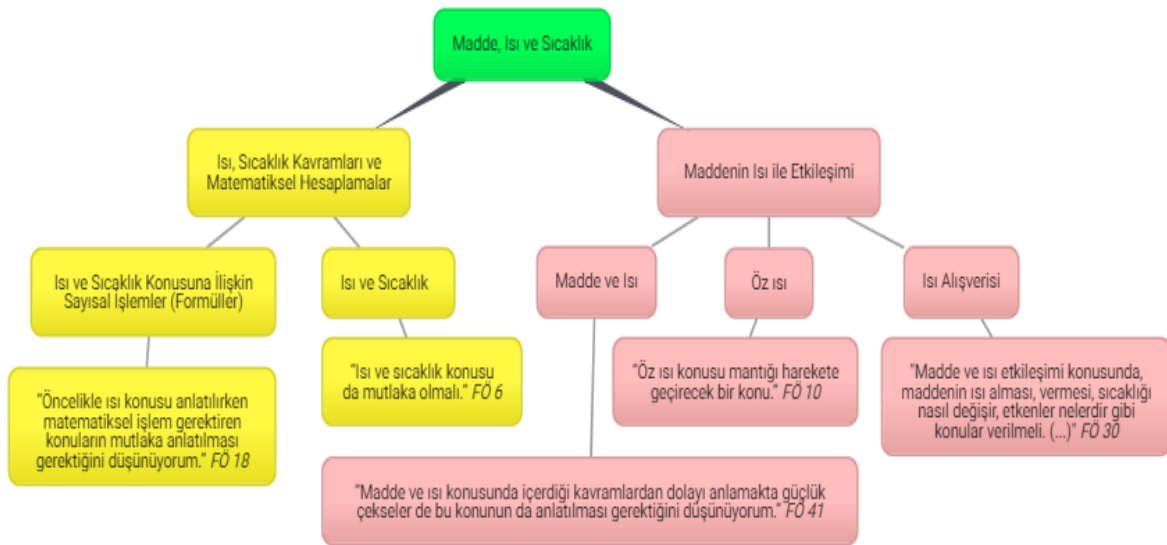 Madde, Isı ve Sıcaklık
Isı, Sıcaklık Kavramları ve
Matematiksel Hesaplamalar
Maddenin Isı ile Etkileşimi
Isı ve Sıcaklık Konusuna İlişkin
Sayısal İşlemler (Formüller)
Isı ve Sıcaklık
Madde ve Isı
Öz ısı
Isı Alışverisi
"Öncelikle ısı konusu anlatılırken
matematiksel işlem gerektiren
konuların mutlaka anlatılması
gerektiğini düşünüyorum." FÖ 18
"Isı ve sıcaklık konusu
da mutlaka olmalı." FÖ 6
"Öz ısı konusu mantığı harekete
geçirecek bir konu." FÖ 10
"Madde ve ısı etkileşimi konusunda,
maddenin ısı alması, vermesi, sıcaklığı
nasıl değişir, etkenler nelerdir gibi
konular verilmeli. (...)" FÖ 30
"Madde ve ısı konusunda içerdiği kavramlardan dolayı anlamakta güçlük
çekseler de bu konunun da anlatılması gerektiğini düşünüyorum." FÖ 41